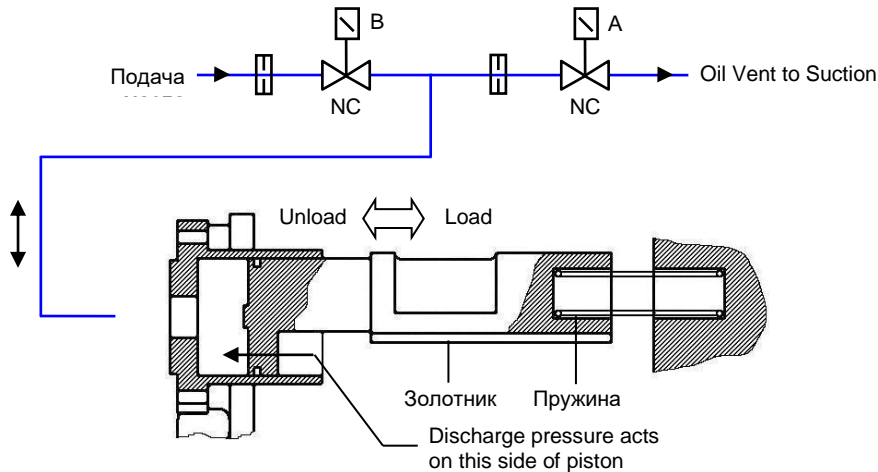 B
A
Подача
Oil Vent to Suction
NC
NC
Unload
Load
Золотник
Пружина
Discharge pressure acts
on this side of piston